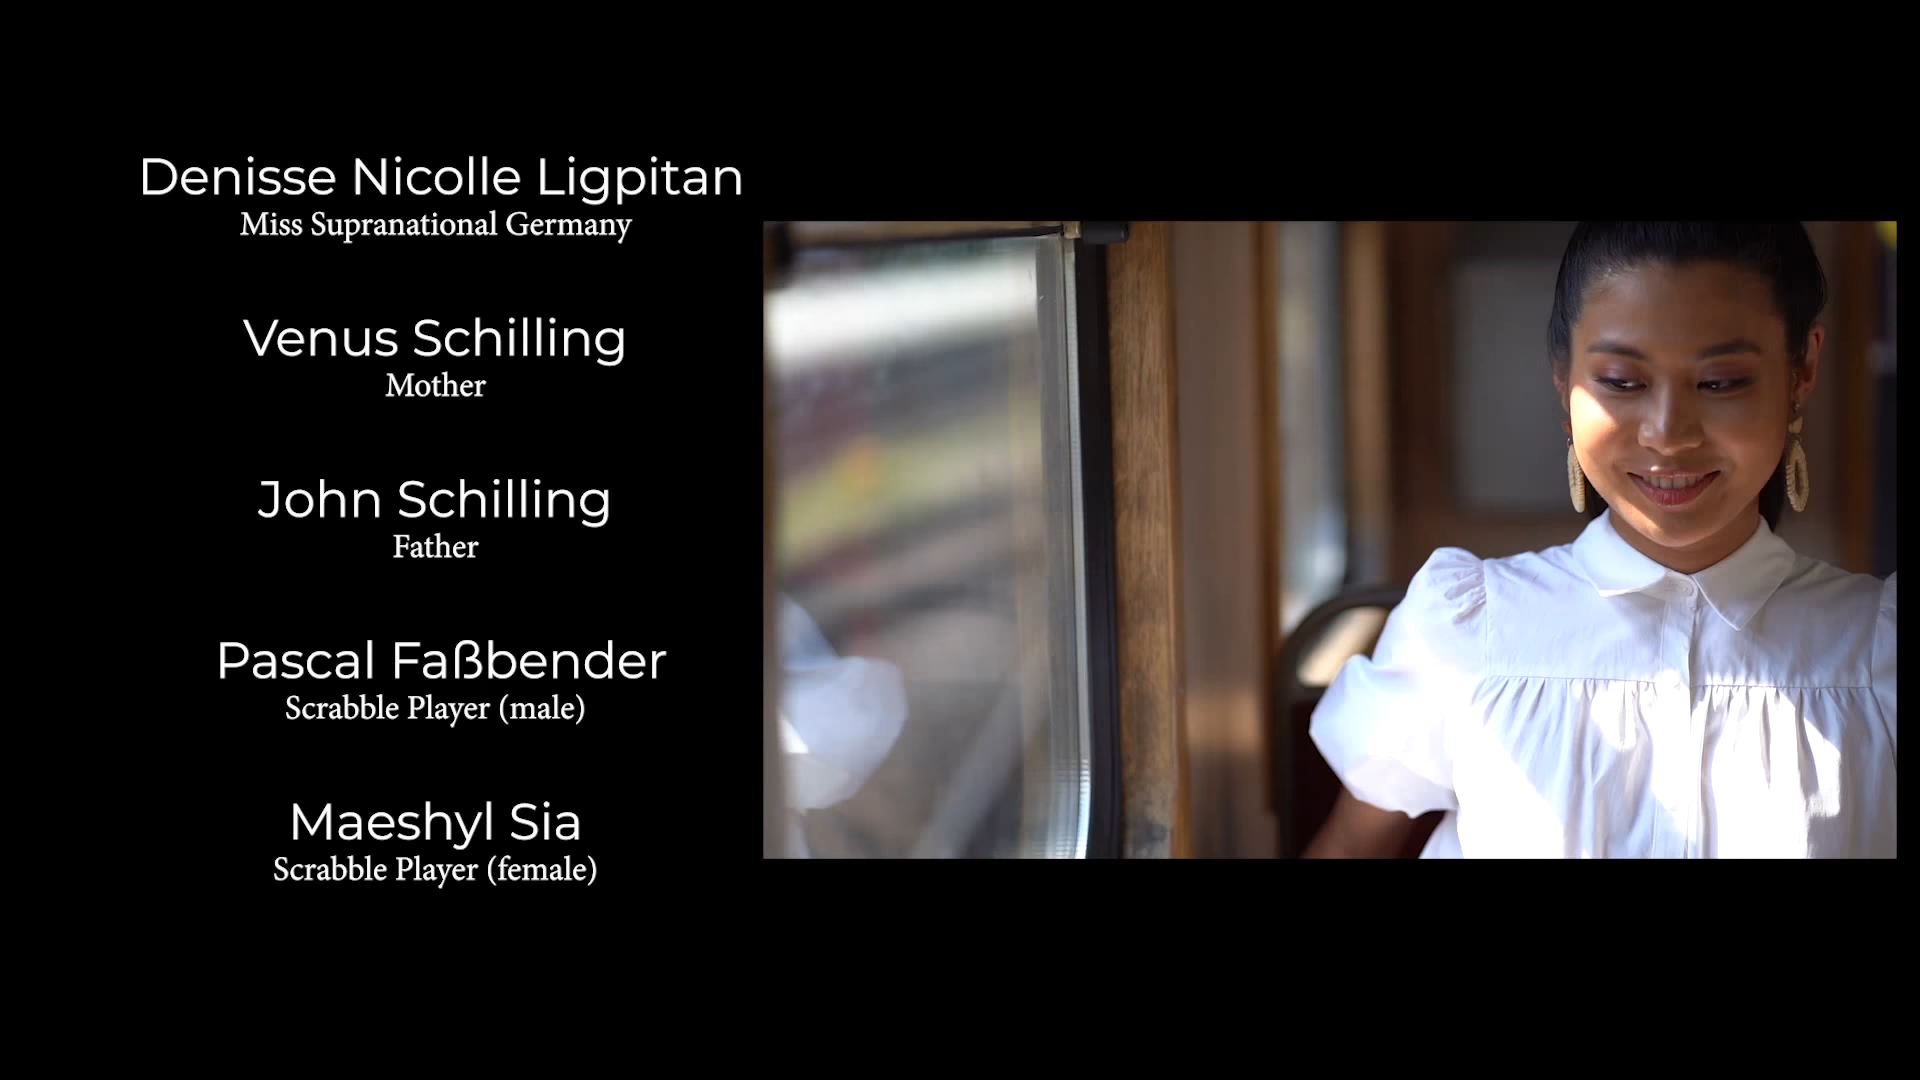 Denisse Nicolle Ligpitan
Miss Supranational Germany
Venus Schilling
Mother
John Schilling
Father
Pascal Faßbender
Scrabble Player (male)
Maeshyl Sia
Scrabble Player (female)